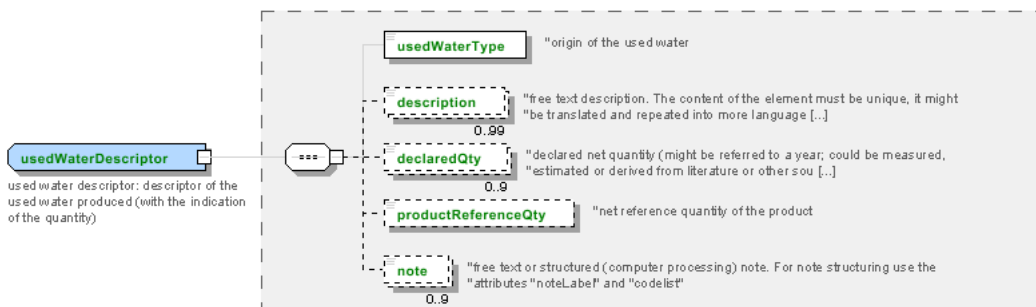 usedWaterType
"origin of the used water
description
"free text description. The content of the element must be unique, it might
"be translated and repeated into more language [...]
0..99
usedWaterDescriptor
declaredQty
"declared net quantity (might be referred to a year; could be measured,
"estimated or derived from literature or other sou [...]
0..9
used water descriptor: descriptor of the
used water produced (with the indication
of the quantity)
productReferenceQty
"net reference quantity of the product
note
"free text or structured (computer processing) note. For note structuring use the
"attributes "noteLabel" and "codelist"
0..9